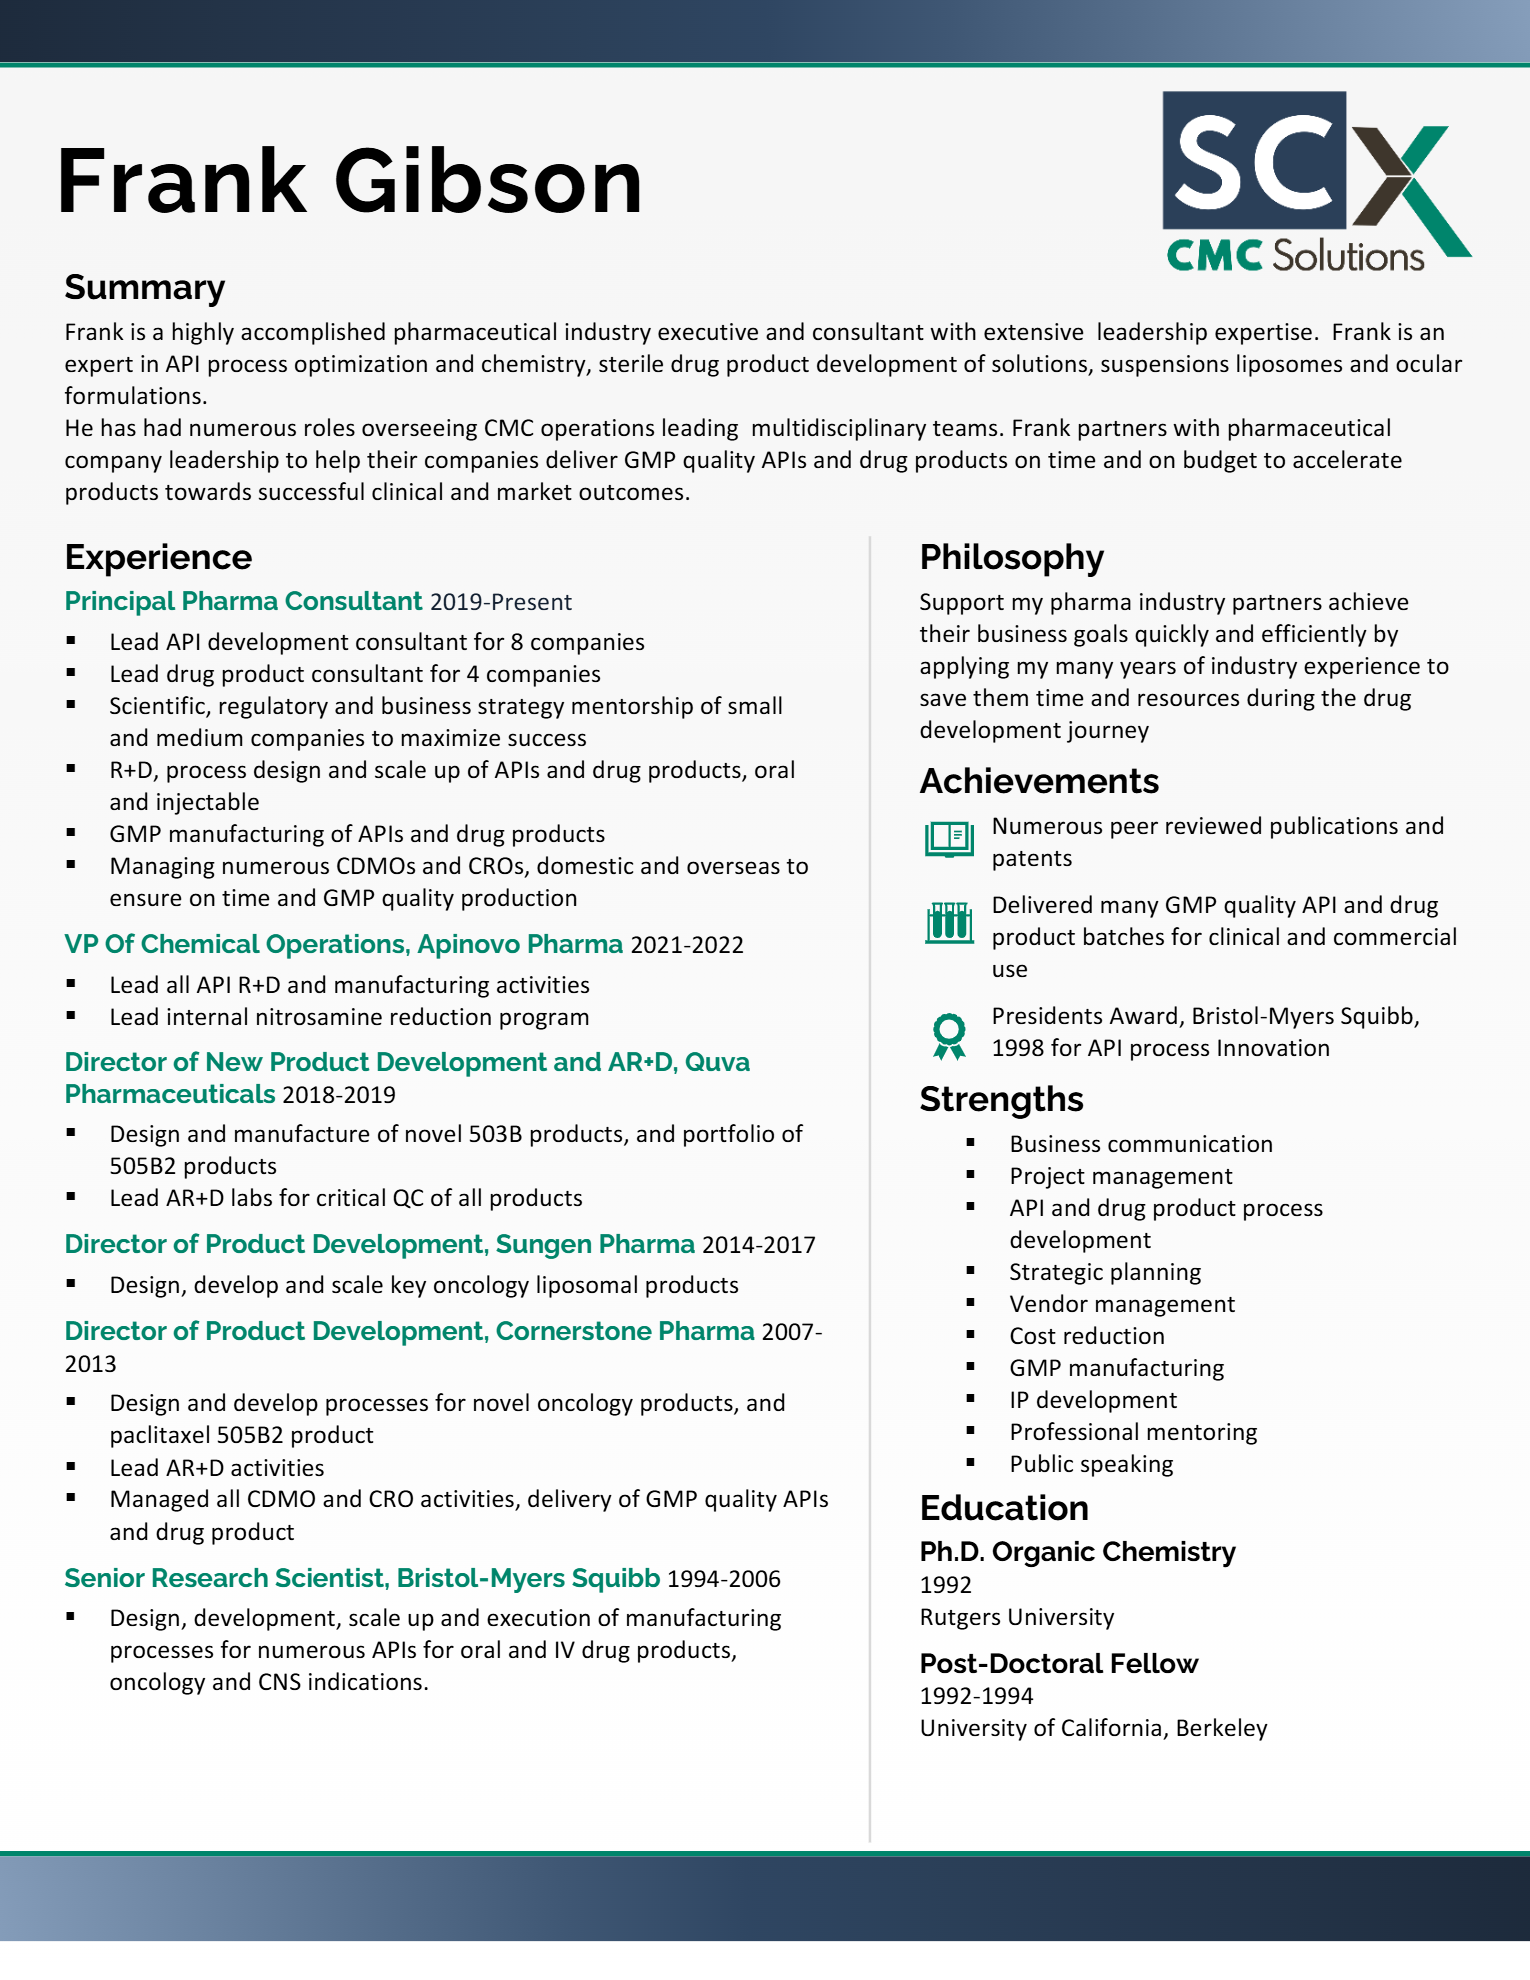 SCX
CMC Solutions
Frank Gibson
Summary
Frank is a highly accomplished pharmaceutical industry executive and consultant with extensive  leadership expertise.  Frank is an
expert in API process optimization and chemistry, sterile drug product development of solutions, suspensions liposomes and ocular
formulations.
He has had numerous roles overseeing CMC operations leading  multidisciplinary teams. Frank partners with pharmaceutical
company leadership to help their companies deliver GMP quality APIs and drug products on time and on budget to accelerate
products towards successful clinical and market outcomes.
Experience
Principal Pharma Consultant 2019-Present
▪ Lead API development consultant for 8 companies
▪ Lead drug product consultant for 4 companies
▪ Scientific, regulatory and business strategy mentorship of small
and medium companies to maximize success
▪ R+D, process design and scale up of APIs and drug products, oral
and injectable
▪ GMP manufacturing of APIs and drug products
▪ Managing numerous CDMOs and CROs, domestic and overseas to
ensure on time and GMP quality production
VP Of Chemical Operations, Apinovo Pharma 2021-2022
▪ Lead all API R+D and manufacturing activities
▪ Lead internal nitrosamine reduction program
Director of New Product Development and AR+D, Quva
Pharmaceuticals 2018-2019
▪ Design and manufacture of novel 503B products, and portfolio of
505B2 products
▪ Lead AR+D labs for critical QC of all products
Director of Product Development, Sungen Pharma 2014-2017
▪ Design, develop and scale key oncology liposomal products
Director of Product Development, Cornerstone Pharma 2007-
2013
▪ Design and develop processes for novel oncology products, and
paclitaxel 505B2 product
▪ Lead AR+D activities
▪ Managed all CDMO and CRO activities, delivery of GMP quality APIs
and drug product
Senior Research Scientist, Bristol-Myers Squibb 1994-2006
▪ Design, development, scale up and execution of manufacturing
processes for numerous APIs for oral and IV drug products,
oncology and CNS indications.
Philosophy
Support my pharma industry partners achieve
their business goals quickly and efficiently by
applying my many years of industry experience to
save them time and resources during the drug
development journey
Achievements
Numerous peer reviewed publications and
patents
Delivered many GMP quality API and drug
product batches for clinical and commercial
use
Presidents Award, Bristol-Myers Squibb,
1998 for API process Innovation
Strengths
▪ Business communication
▪ Project management
▪ API and drug product process
development
▪ Strategic planning
▪ Vendor management
▪ Cost reduction
▪ GMP manufacturing
▪ IP development
▪ Professional mentoring
▪ Public speaking
Education
Ph.D. Organic Chemistry
1992
Rutgers University
Post-Doctoral Fellow
1992-1994
University of California, Berkeley